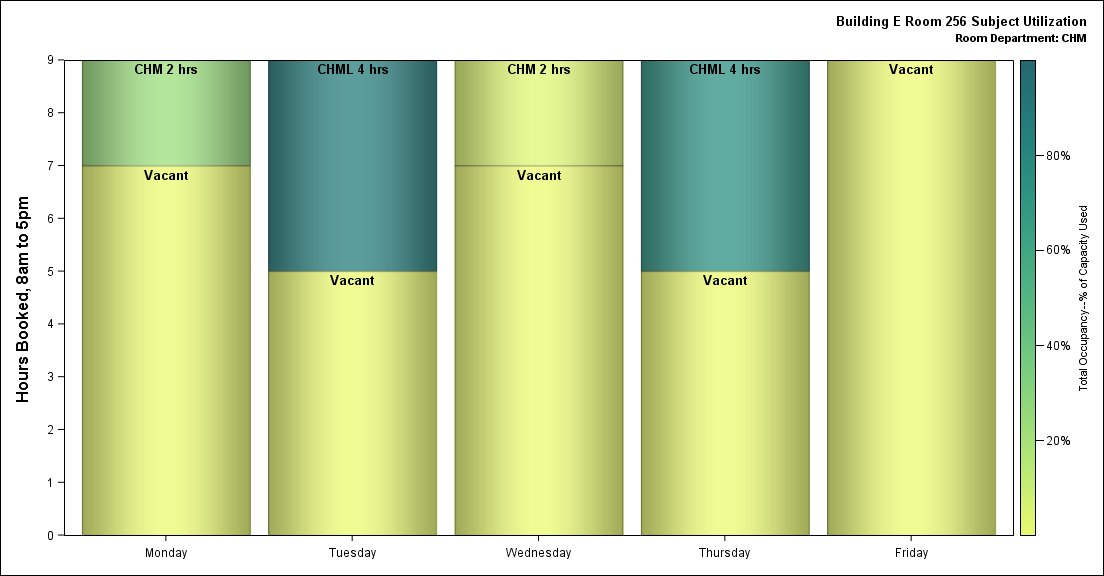 Building E Room 256 Subject Utilization
Room Department: CHM
Hours Booked, 8am to 5pm
9
8
7
6
5
4
3
2
1
0
CHM 2 hrs
Vacant
CHML 4 hrs
Vacant
CHM 2 hrs
Vacant
CHML 4 hrs
Vacant
Vacant
Monday
Tuesday
Wednesday
Thursday
Friday
80%
60%
40%
20%
Total Occupancy--% of Capacity Used